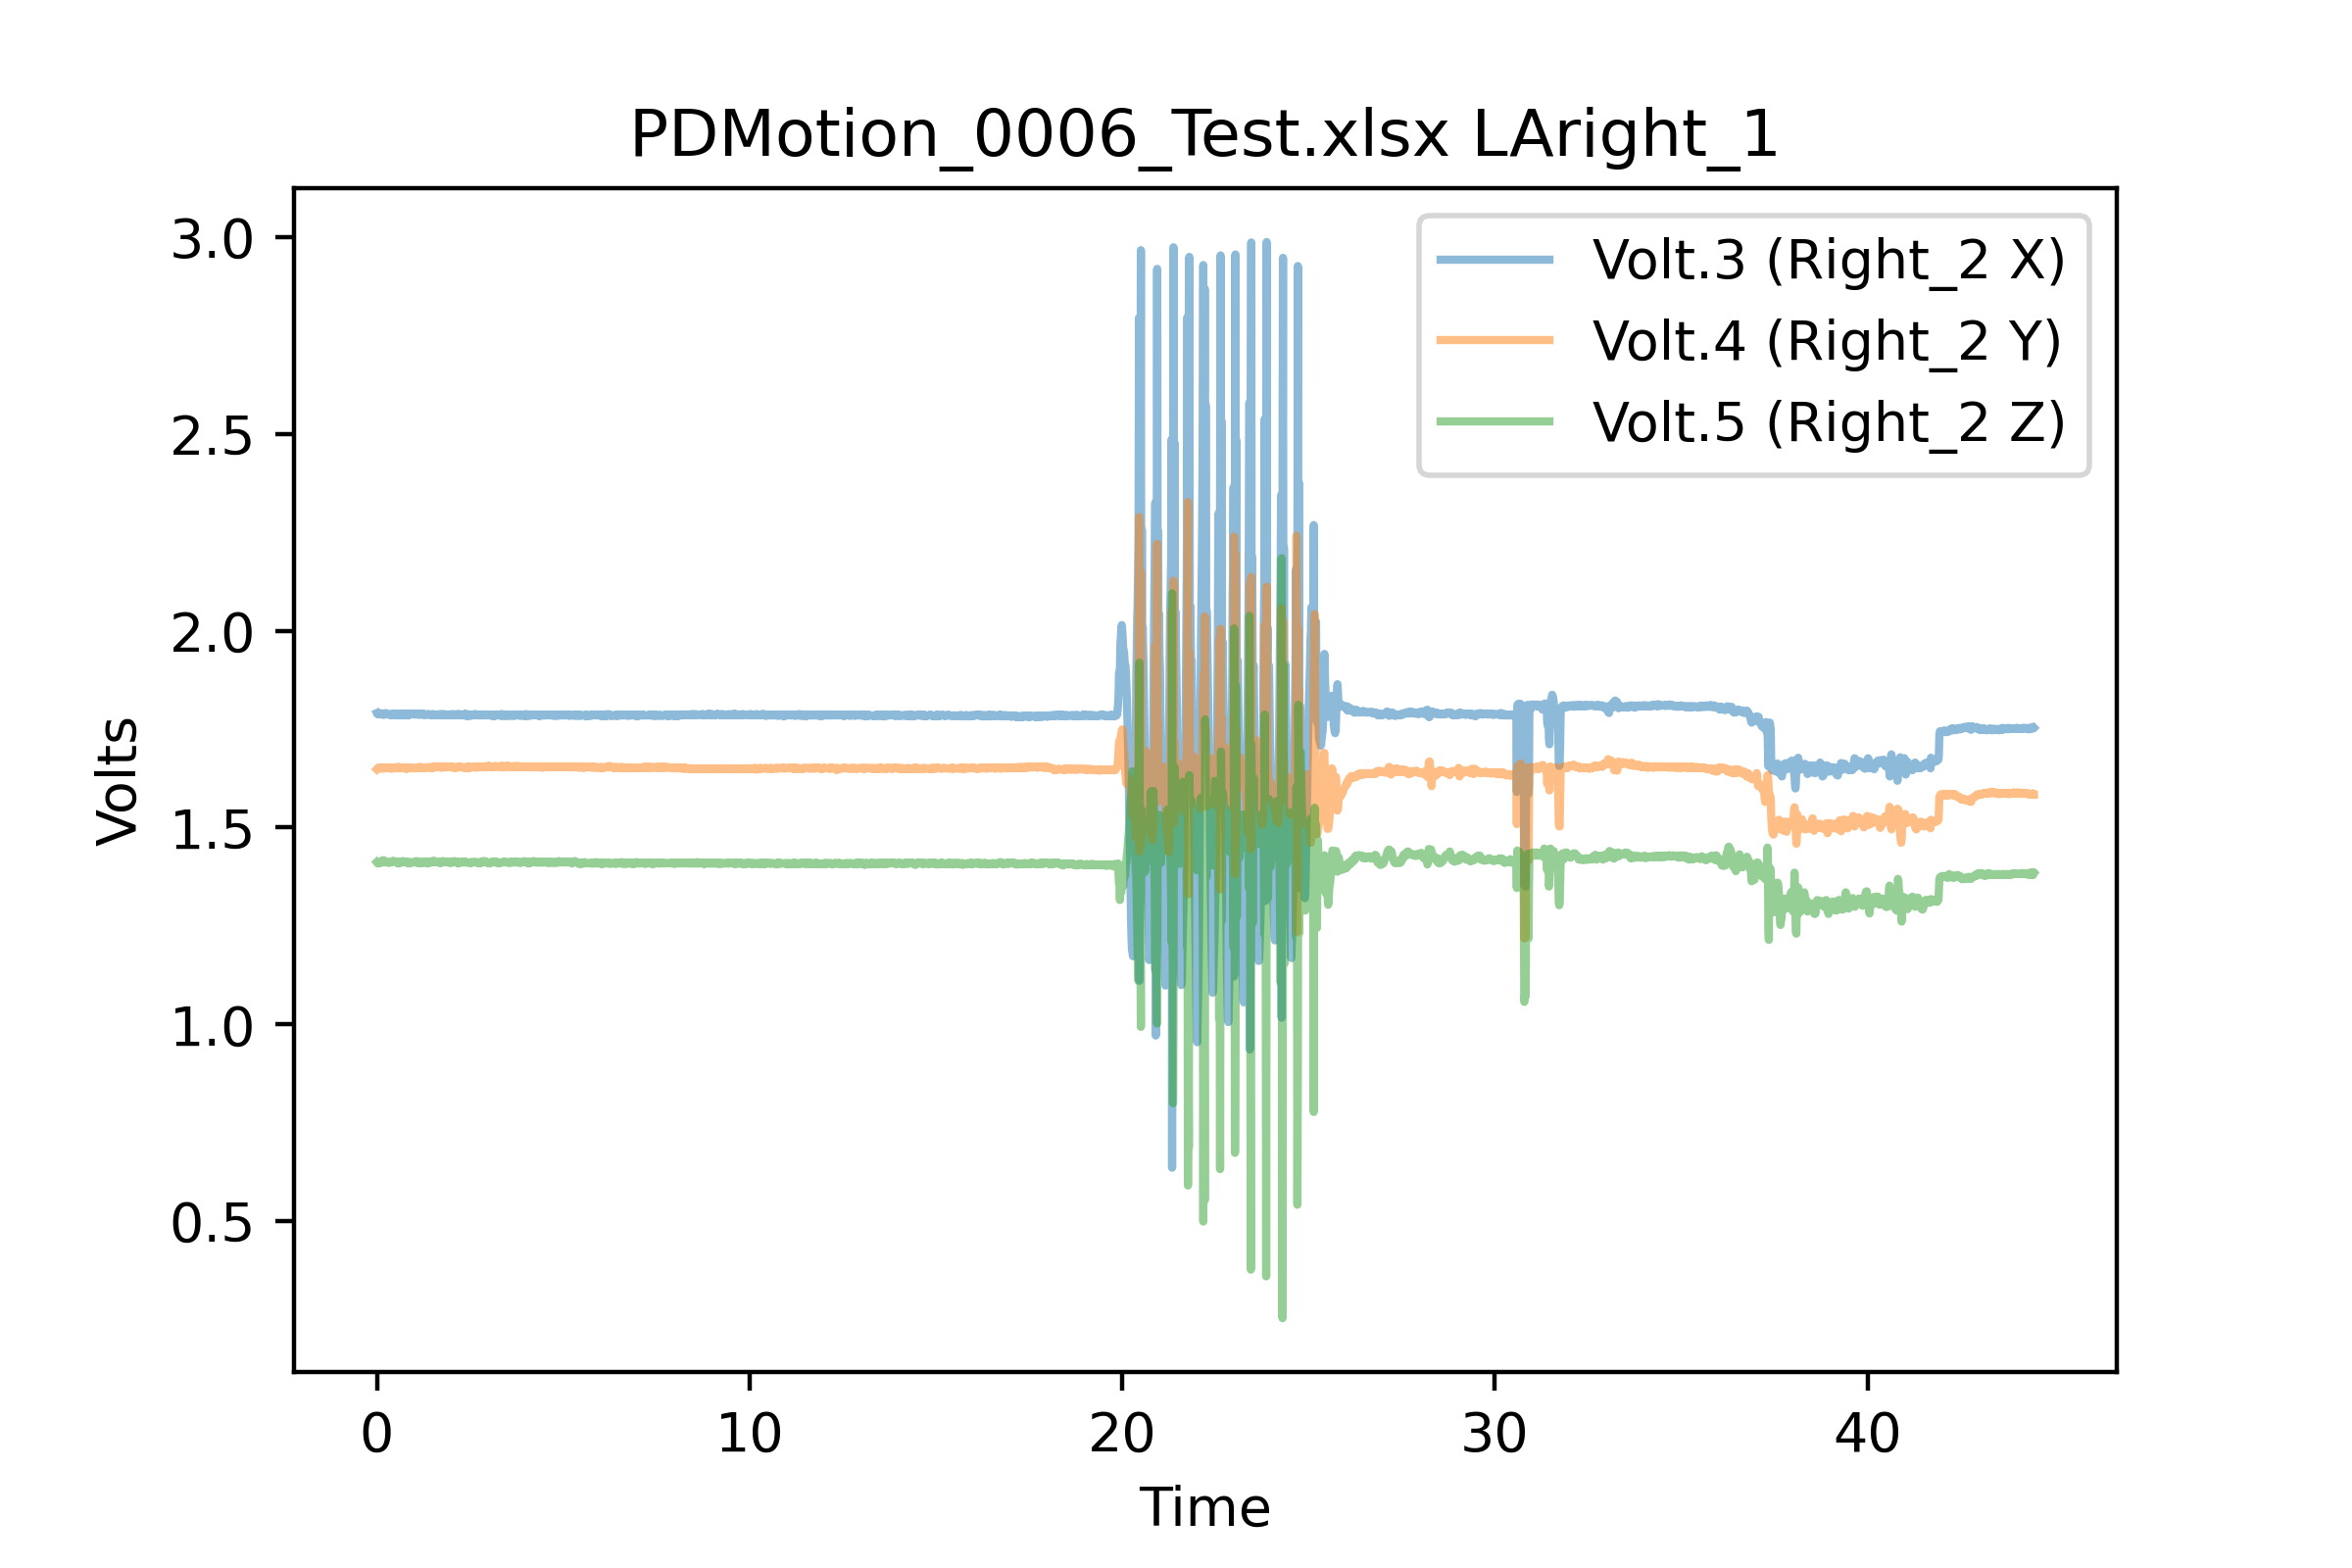 PDMotion_0006_Test.xlsx LAright_1
3.0
2.5
2.0
1.5
1.0
0.5
Volts
Volt.3 (Right_2 X)
Volt.4 (Right_2 Y)
Volt.5 (Right_2 Z)
0 10 20 30 40
Time